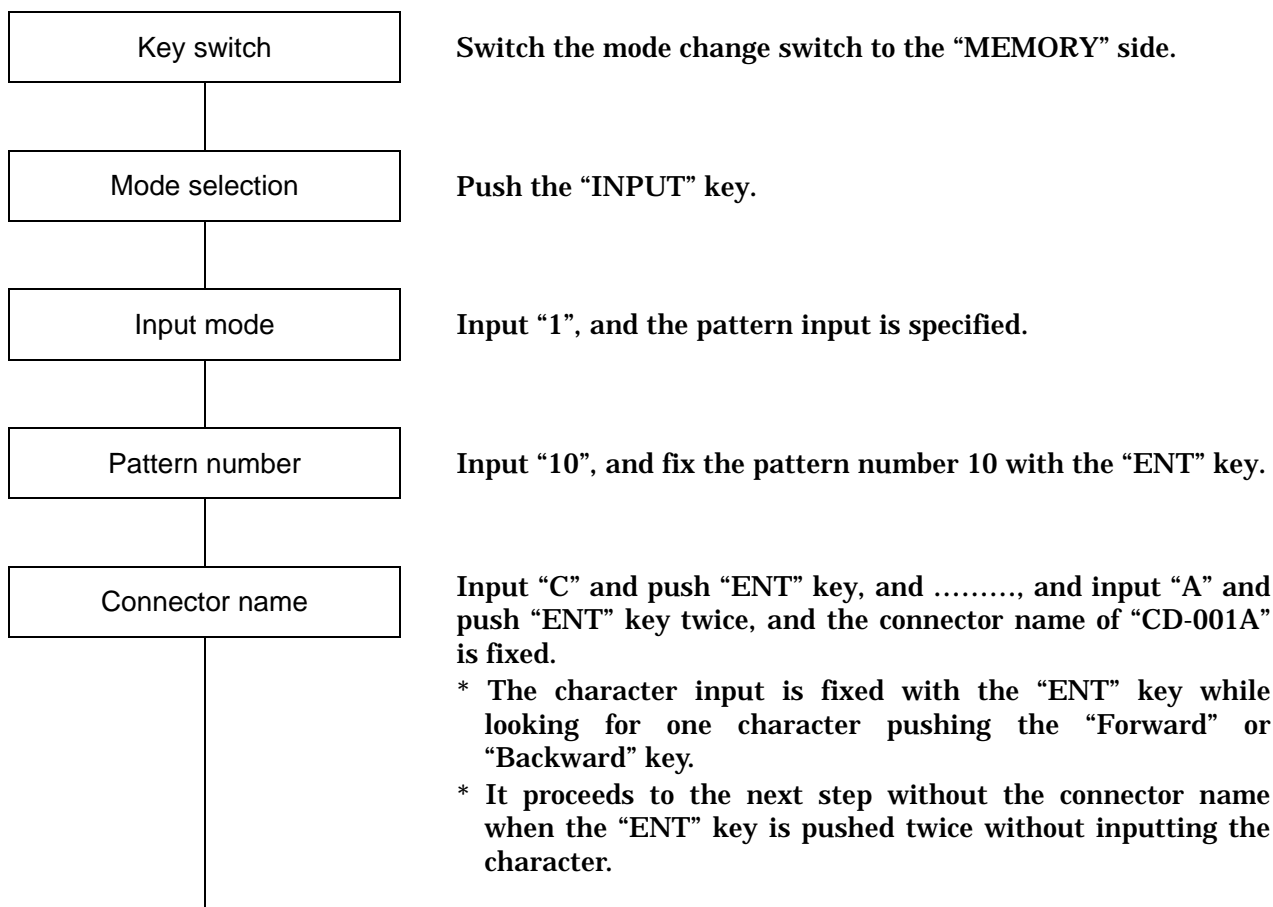 Key switch
Switch the mode change switch to the “MEMORY” side.
Mode selection
Push the “INPUT” key.
Input mode
Input “1”, and the pattern input is specified.
Pattern number
Input “10”, and fix the pattern number 10 with the “ENT” key.
Connector name
Input “C” and push “ENT” key, and ………, and input “A” and
push “ENT” key twice, and the connector name of “CD-001A”
is fixed.
* The character input is fixed with the “ENT” key while
looking for one character pushing the “Forward” or
“Backward” key.
* It proceeds to the next step without the connector name
when the “ENT” key is pushed twice without inputting the
character.